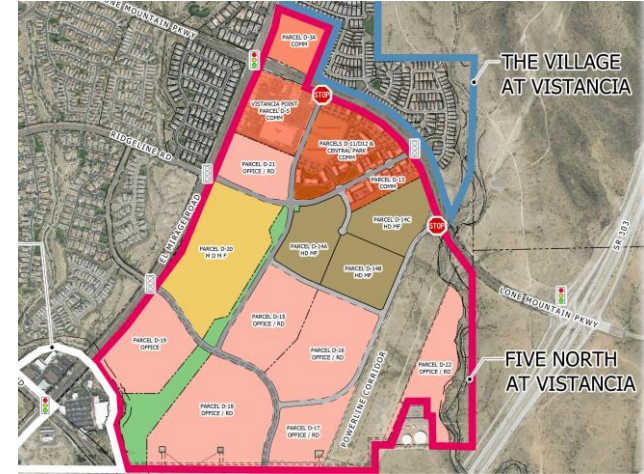 LONE MOUNTAIN PKWY
PARCEL D-3A
COMM
THE VILLAGE
AT VISTANCIA
STOP
VISTANCIA POINT
PARCEL D-5
COMM
RIDGELINE RD
PARCELS D-11/D12 &
CENTRAL PARK
COMM
PARCEL D-21
OFFICE / RD
PARCEL D-13
COMM
EL MIRAGE ROAD
PARCEL D-14C
HD MF
STOP
PARCEL D-20
M D M F
PARCEL D-14A
HD MF
PARCEL D-14B
HD MF
SR 303
LONE MOUNTAIN PKWY
PARCEL D-15
OFFICE / RD
PARCEL D-19
OFFICE
PARCEL D-16
OFFICE / RD
POWERLINE CORRIDOR
PARCEL D-22
OFFICE / RD
FIVE NORTH
AT VISTANCIA
D
PARCEL D-18
OFFICE / RD
PARCEL D-17
OFFICE / RD